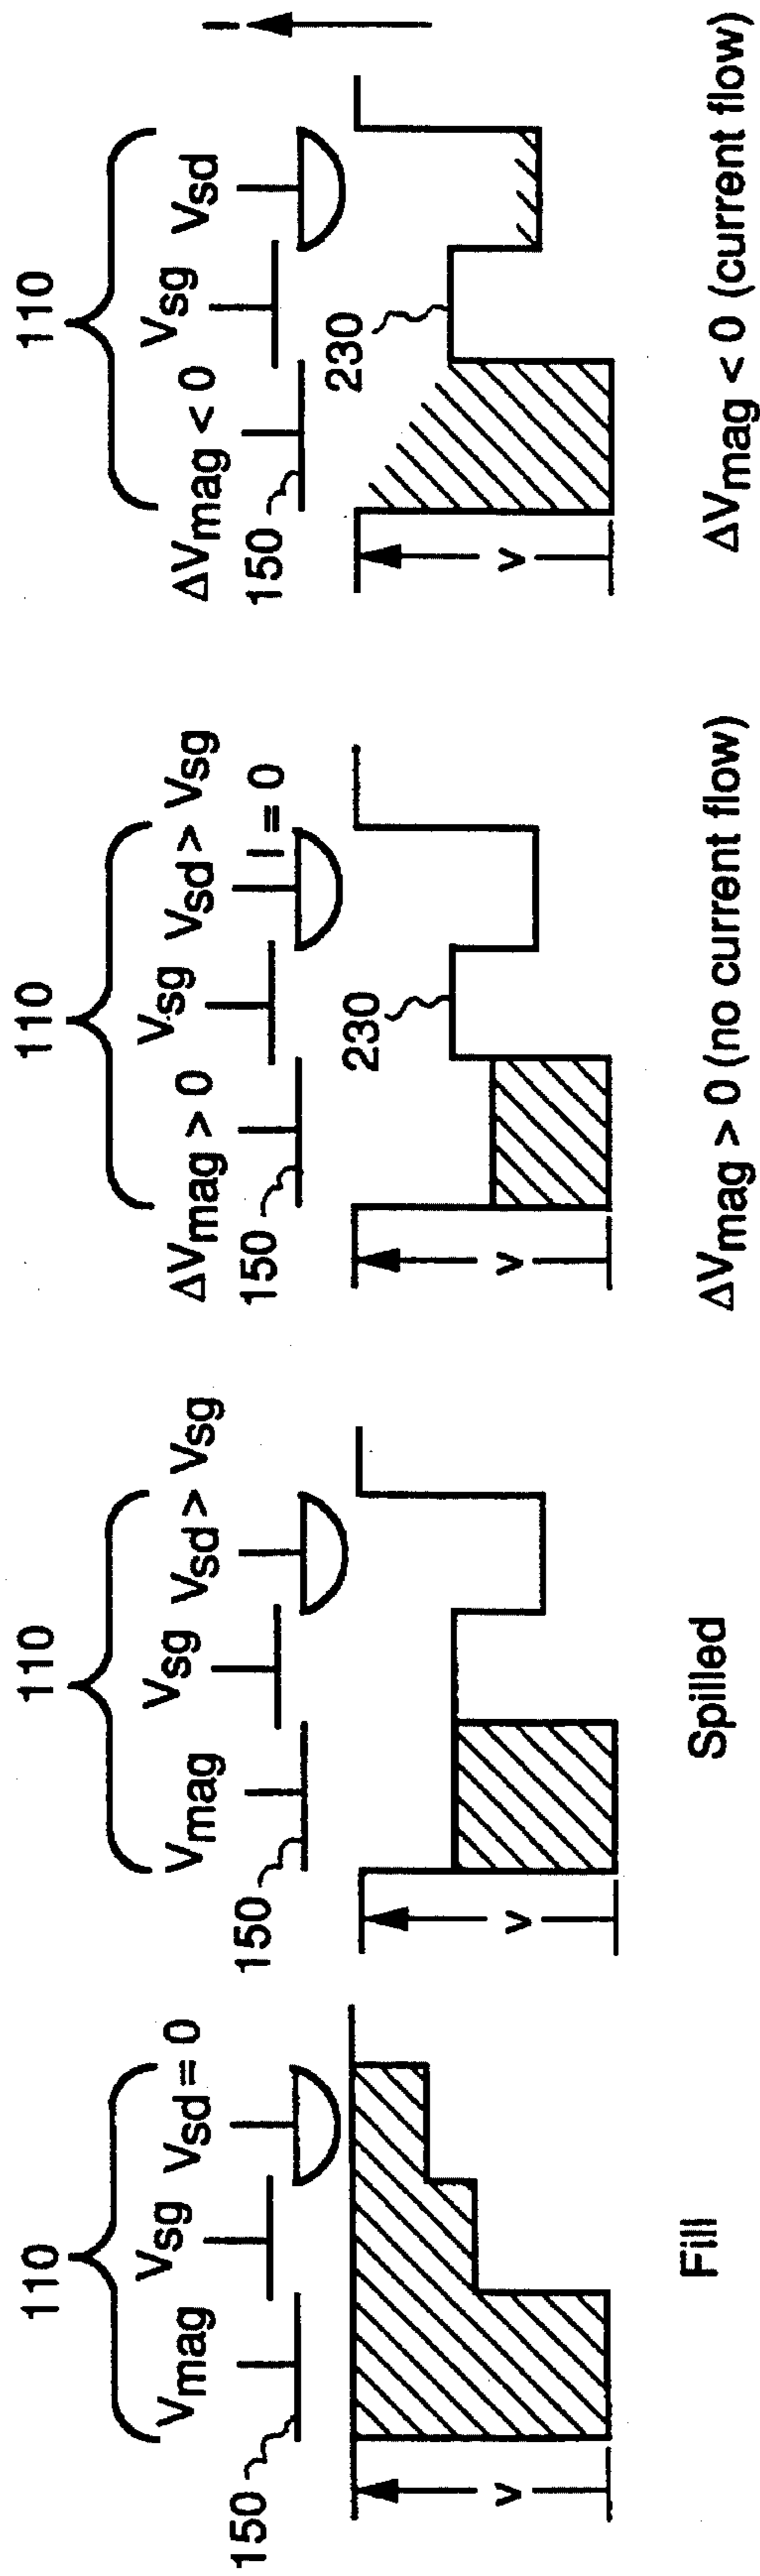 110
Vmag Vsg Vsd = 0
150
V
Fill
110
Vmag Vsg Vsd > Vsg
150
V
Spilled
110
ΔVmag > 0 Vsg Vsd > Vsg
150
I = 0
230
V
ΔVmag > 0 (no current flow)
110
ΔVmag < 0 Vsg Vsd
150
I
230
V
ΔVmag < 0 (current flow)